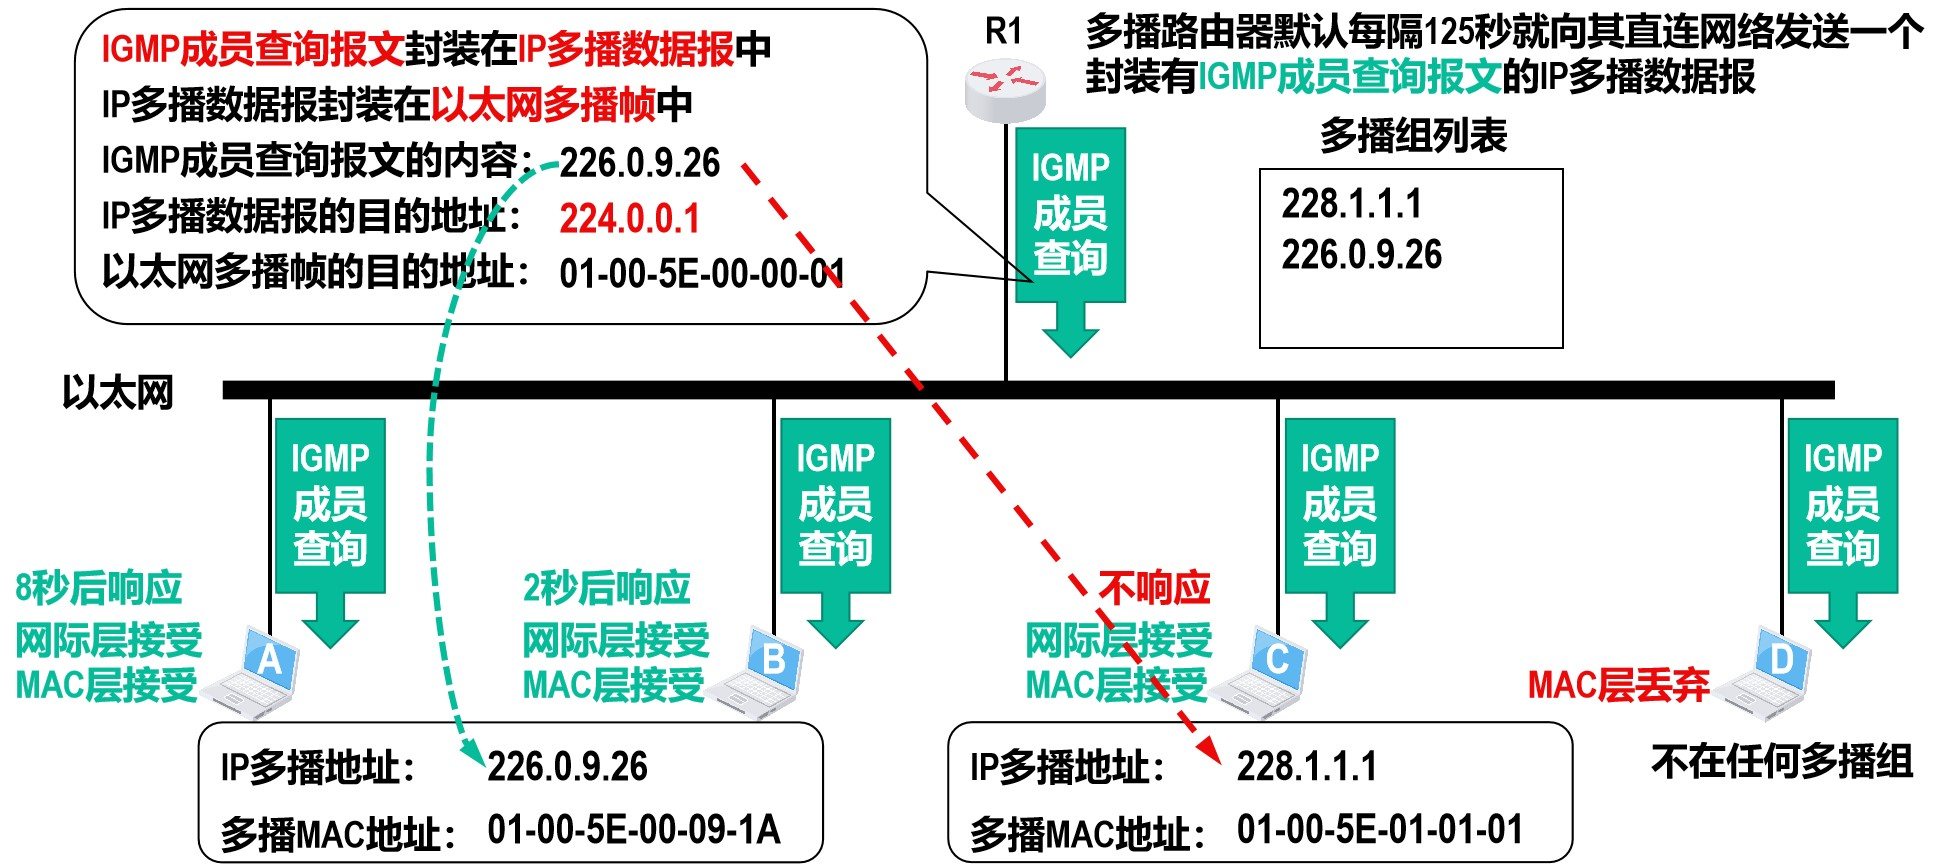 IGMP成员查询报文封装在IP多播数据报中
IP多播数据报封装在以太网多播帧中
IGMP成员查询报文的内容：226.0.9.26
IP多播数据报的目的地址：224.0.0.1
以太网多播帧的目的地址：01-00-5E-00-00-01
R1
多播路由器默认每隔125秒就向其直连网络发送一个
封装有IGMP成员查询报文的IP多播数据报
IGMP
成员
查询
多播组列表
228.1.1.1
226.0.9.26
以太网
IGMP
成员
查询
8秒后响应
网际层接受
MAC层接受
A
IGMP
成员
查询
2秒后响应
网际层接受
MAC层接受
B
IGMP
成员
查询
不响应
网际层接受
MAC层接受
C
IGMP
成员
查询
MAC层丢弃
D
IP多播地址：226.0.9.26
多播MAC地址：01-00-5E-00-09-1A
IP多播地址：228.1.1.1
多播MAC地址：01-00-5E-01-01-01
不在任何多播组